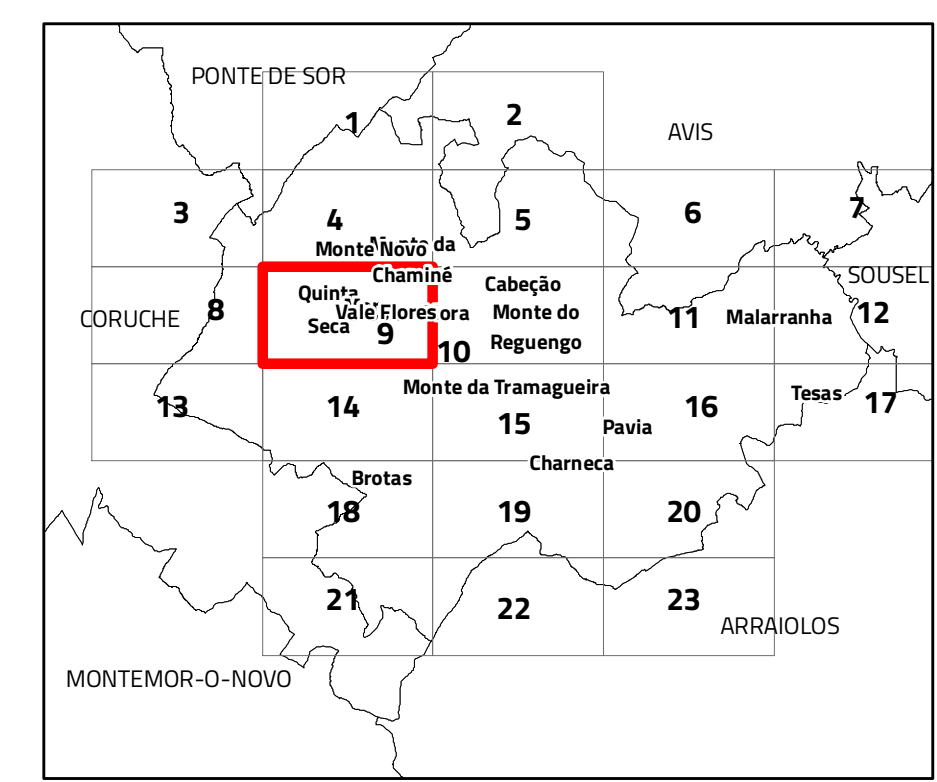 PONTE DE SOR
1
2
AVIS
3
4
5
6
7
Monte Novo
da
Chaminé
Cabeção
SOUSEL
Quinta
Seca
Vale Flores
ora
Monte do
Reguengo
8
9
10
11
Malarranha
12
CORUCHE
13
14
Monte da Tramagueira
15
Pavia
16
Tesas
17
Charneca
Brotas
18
19
20
21
22
23
ARRAIOLOS
MONTEMOR-O-NOVO